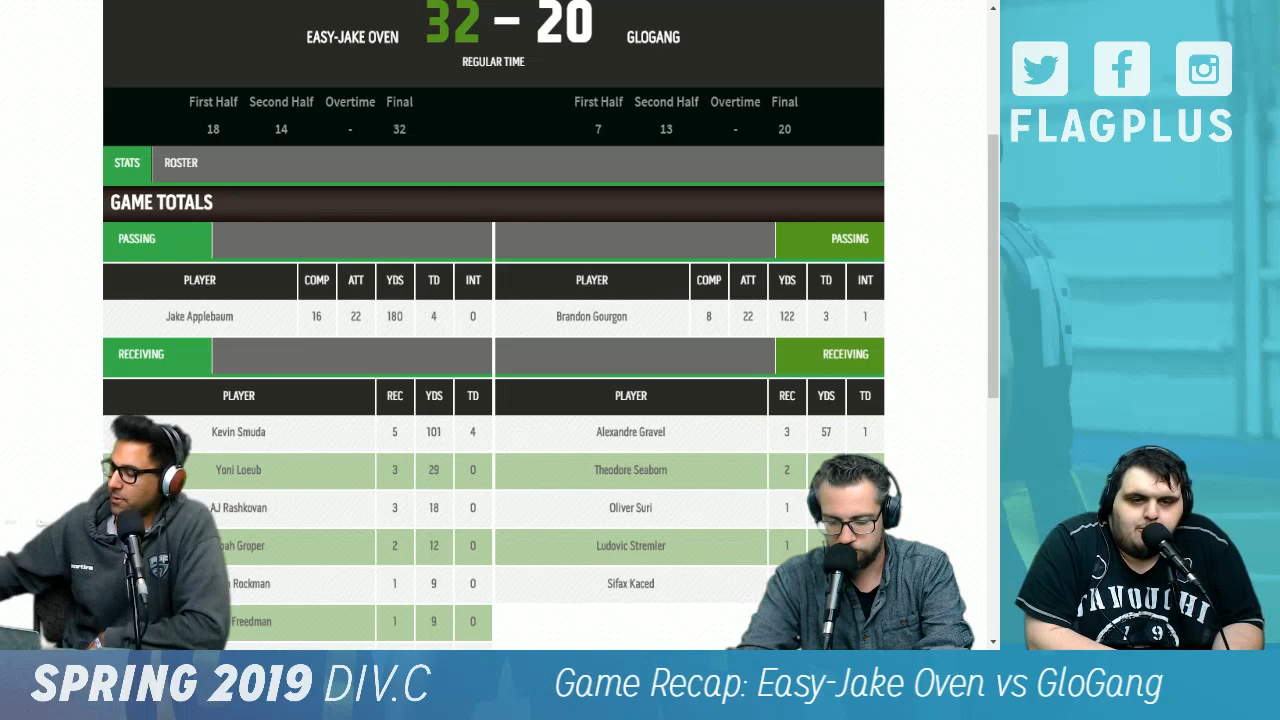 EASY-JAKE OVEN 32 – 20 GLOGANG
REGULAR TIME
First Half Second Half Overtime Final First Half Second Half Overtime Final
18 14 - 32 7 13 - 20
STATS ROSTER
GAME TOTALS
PASSING PASSING
PLAYER COMP ATT YDS TD INT PLAYER COMP ATT YDS TD INT
Jake Applebaum 16 22 180 4 0 Brandon Gourgon 8 22 122 3 1
RECEIVING RECEIVING
PLAYER REC YDS TD PLAYER REC YDS TD
Kevin Smuda 5 101 4 Alexandre Gravel 3 57 1
Yoni Loeub 3 29 0 Theodore Seaborn 2
AJ Rashkovan 3 18 0 Oliver Suri 1
Groper 2 12 0 Ludovic Stremler 1
Rockman 1 9 0 Sifax Kaced
Freedman 1 9 0
FLAGPLUS
SPRING 2019 DIV.C
Game Recap: Easy-Jake Oven vs GloGang